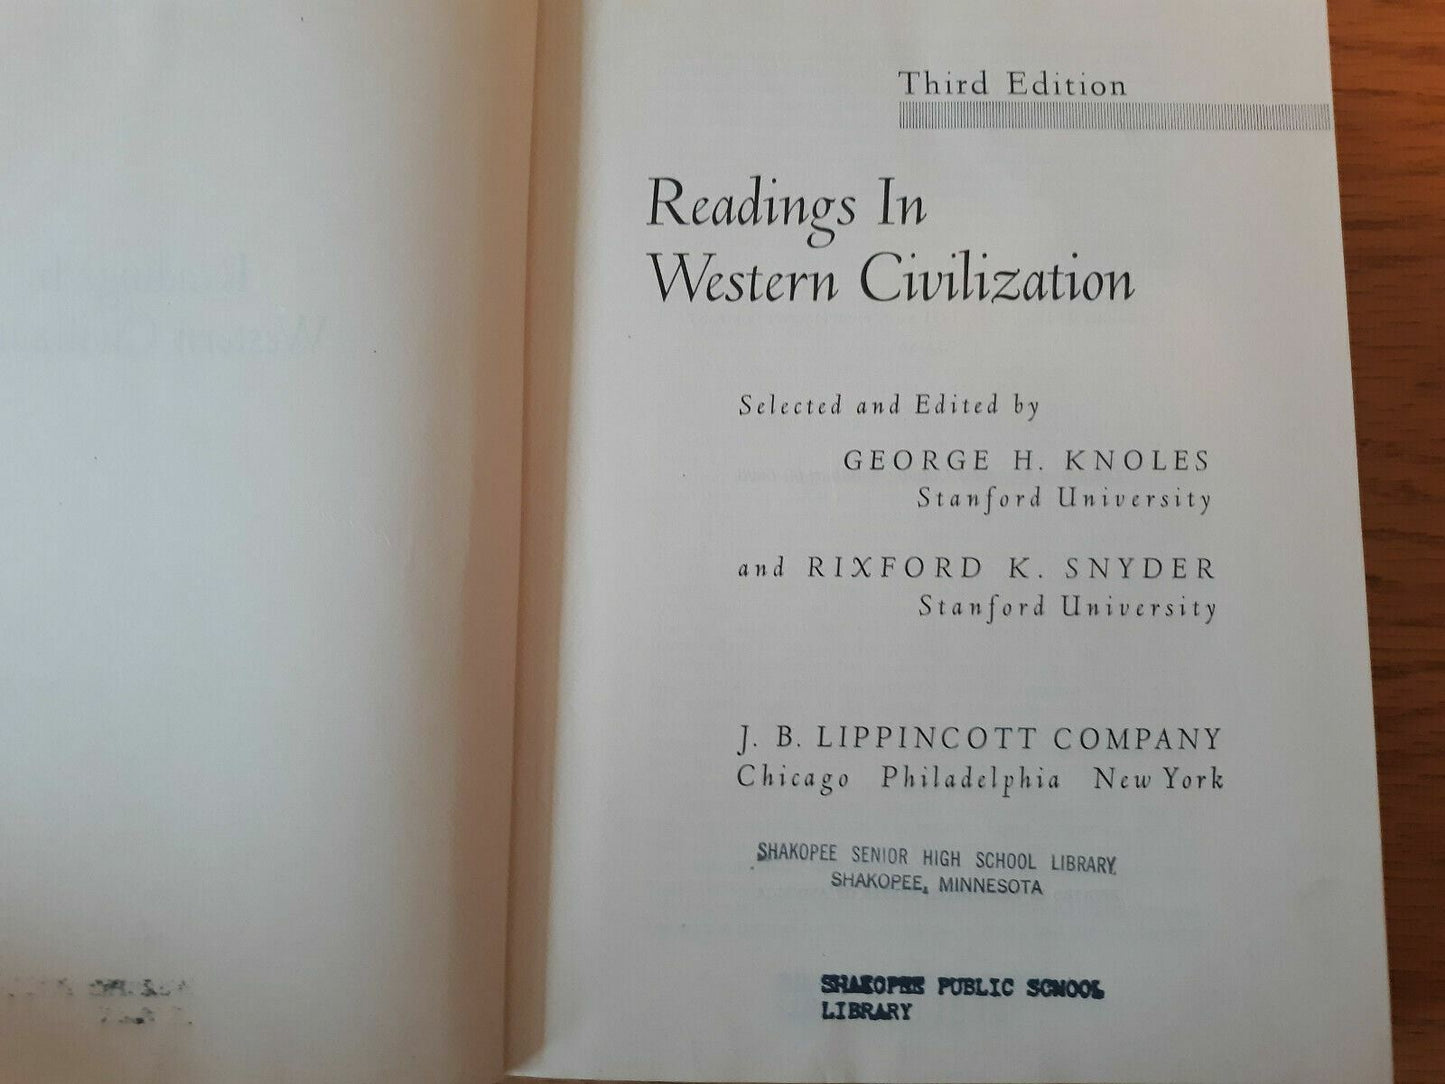 Third Edition
Readings In
Western Civilization
Selected and Edited by
GEORGE H. KNOLES
Stanford University
and RIXFORD K. SNYDER
Stanford University
J. B. LIPPINCOTT COMPANY
Chicago Philadelphia New York
SHAKOPEE SENIOR HIGH SCHOOL LIBRARY
SHAKOPEE, MINNESOTA
SHAKOPEE PUBLIC SCHOOL
LIBRARY